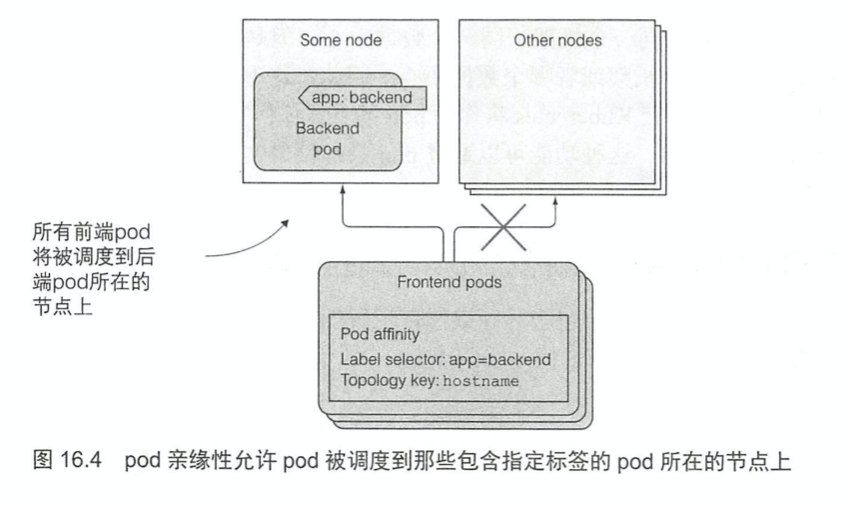 Some node
Other nodes
app: backend
Backend
pod
所有前端pod
将被调度到后
端pod所在的
节点上
Frontend pods
Pod affinity
Label selector: app=backend
Topology key: hostname
图 16.4 pod 亲缘性允许 pod 被调度到那些包含指定标签的 pod 所在的节点上